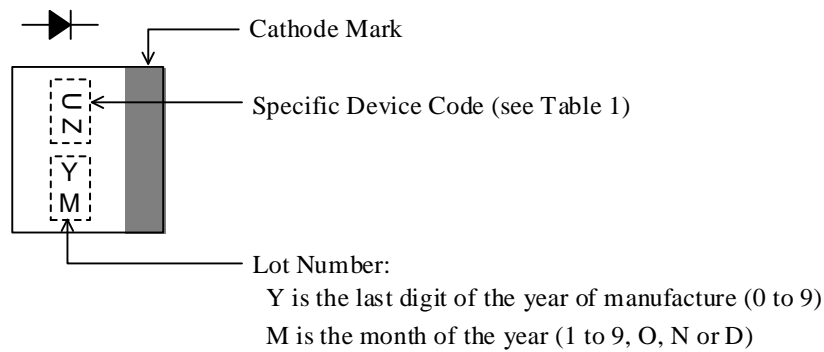 Cathode Mark
UN
Specific Device Code (see Table 1)
Y
M
Lot Number:
Y is the last digit of the year of manufacture (0 to 9)
M is the month of the year (1 to 9, O, N or D)